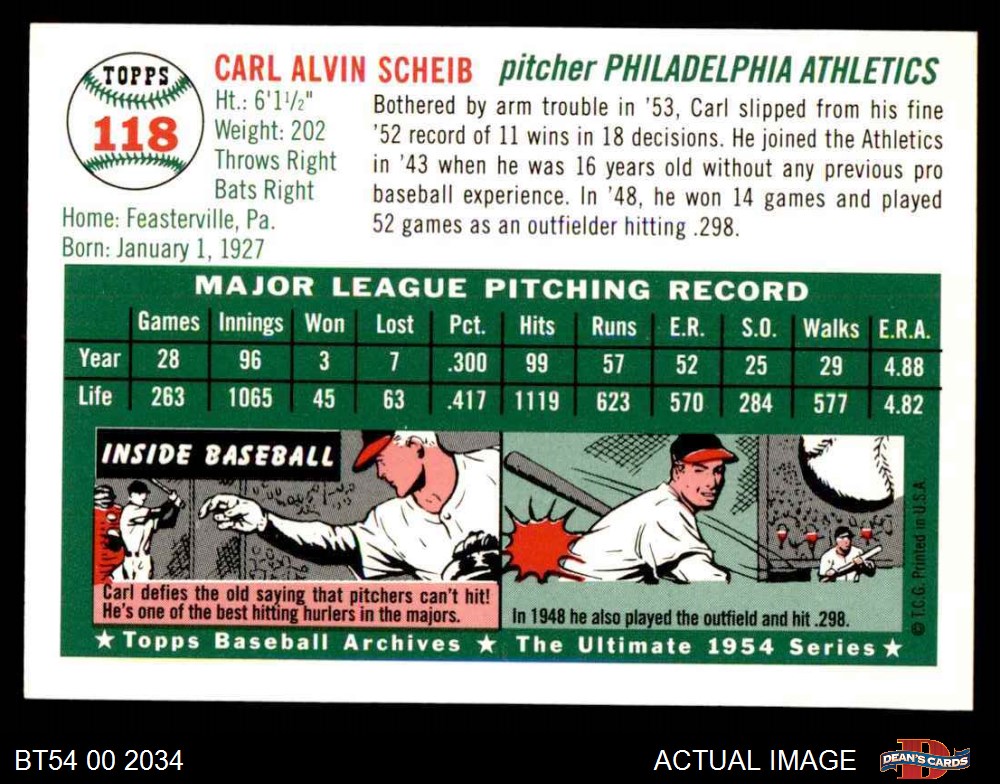 TOPPS
118
CARL ALVIN SCHEIB pitcher PHILADELPHIA ATHLETICS
Ht.: 6'1 1/2"
Weight: 202
Throws Right
Bats Right
Home: Feasterville, Pa.
Born: January 1, 1927
Bothered by arm trouble in '53, Carl slipped from his fine
'52 record of 11 wins in 18 decisions. He joined the Athletics
in '43 when he was 16 years old without any previous pro
baseball experience. In '48, he won 14 games and played
52 games as an outfielder hitting .298.
MAJOR LEAGUE PITCHING RECORD
Games Innings Won Lost Pct. Hits Runs E.R. S.O. Walks E.R.A.
Year 28 96 3 7 .300 99 57 52 25 29 4.88
Life 263 1065 45 63 .417 1119 623 570 284 577 4.82
INSIDE BASEBALL
Carl defies the old saying that pitchers can't hit!
He's one of the best hitting hurlers in the majors.
In 1948 he also played the outfield and hit .298.
© T.C.G. Printed in U.S.A.
★ Topps Baseball Archives ★ The Ultimate 1954 Series ★
BT54 00 2034
ACTUAL IMAGE
D
DEAN'S CARDS